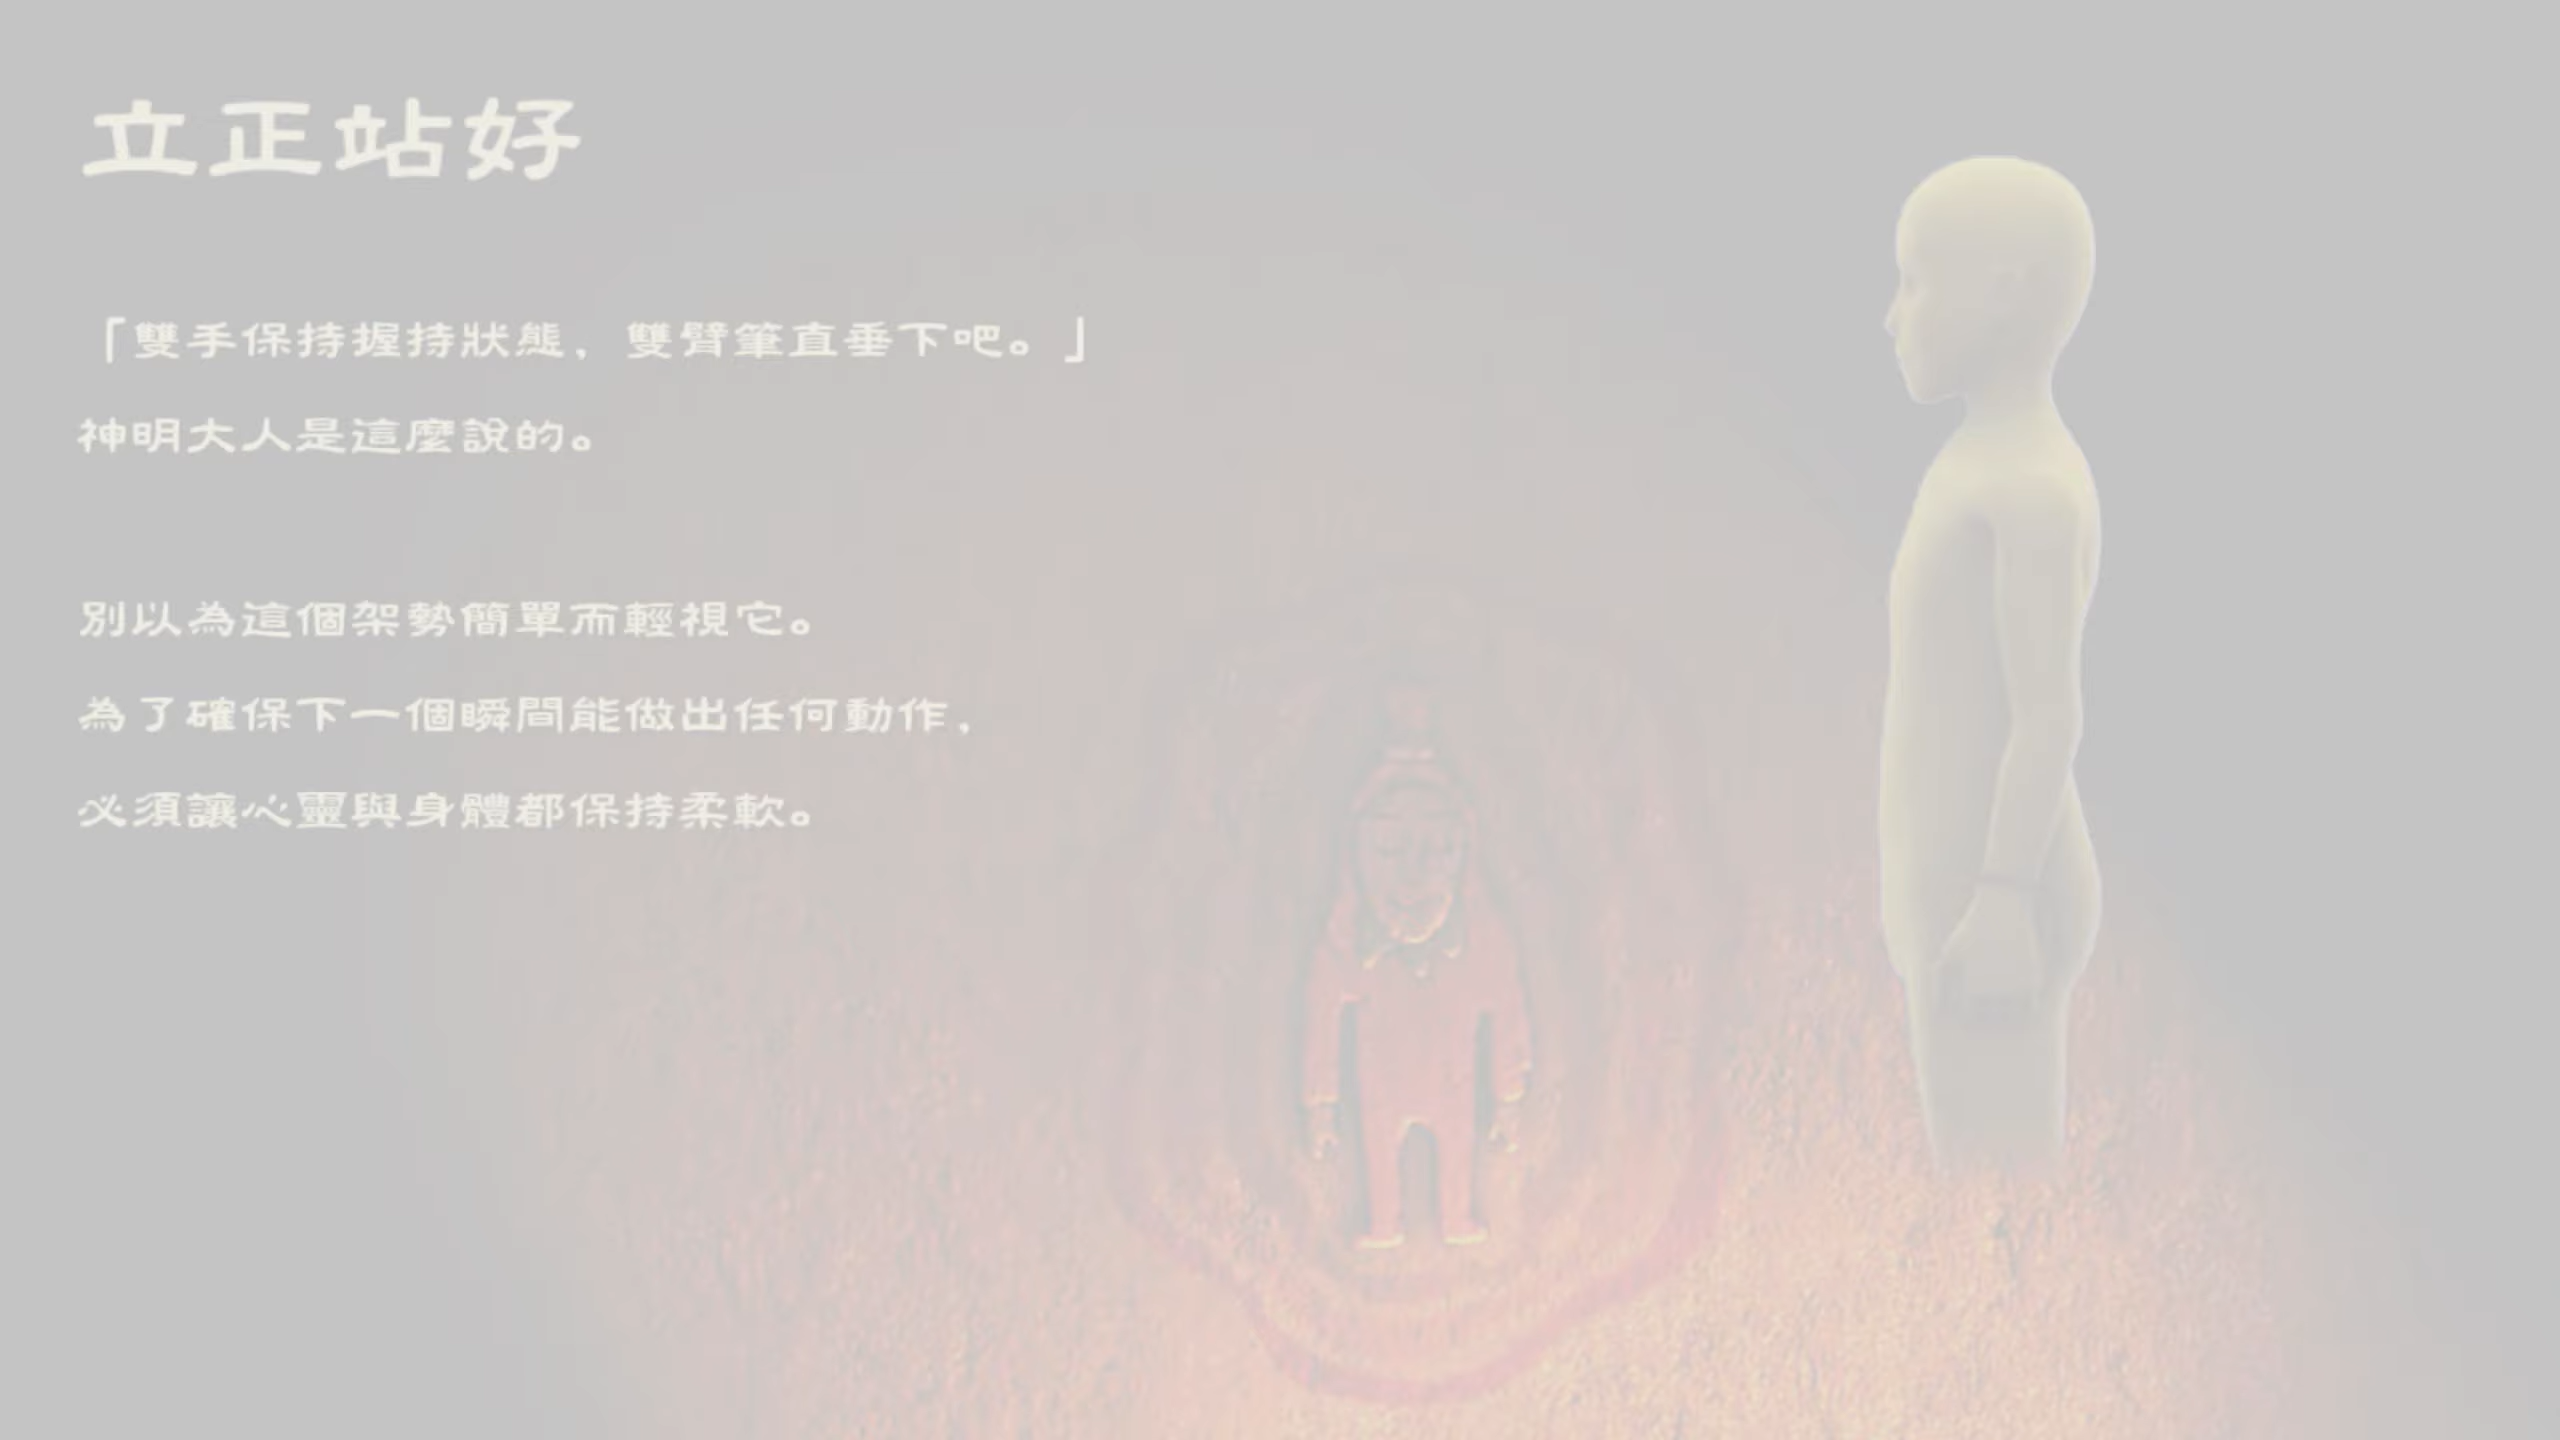 立正站好
「雙手保持握持狀態，雙臂筆直垂下吧。」
神明大人是這麼說的。
別以為這個架勢簡單而輕視它。
為了確保下一個瞬間能做出任何動作，
必須讓心靈與身體都保持柔軟。